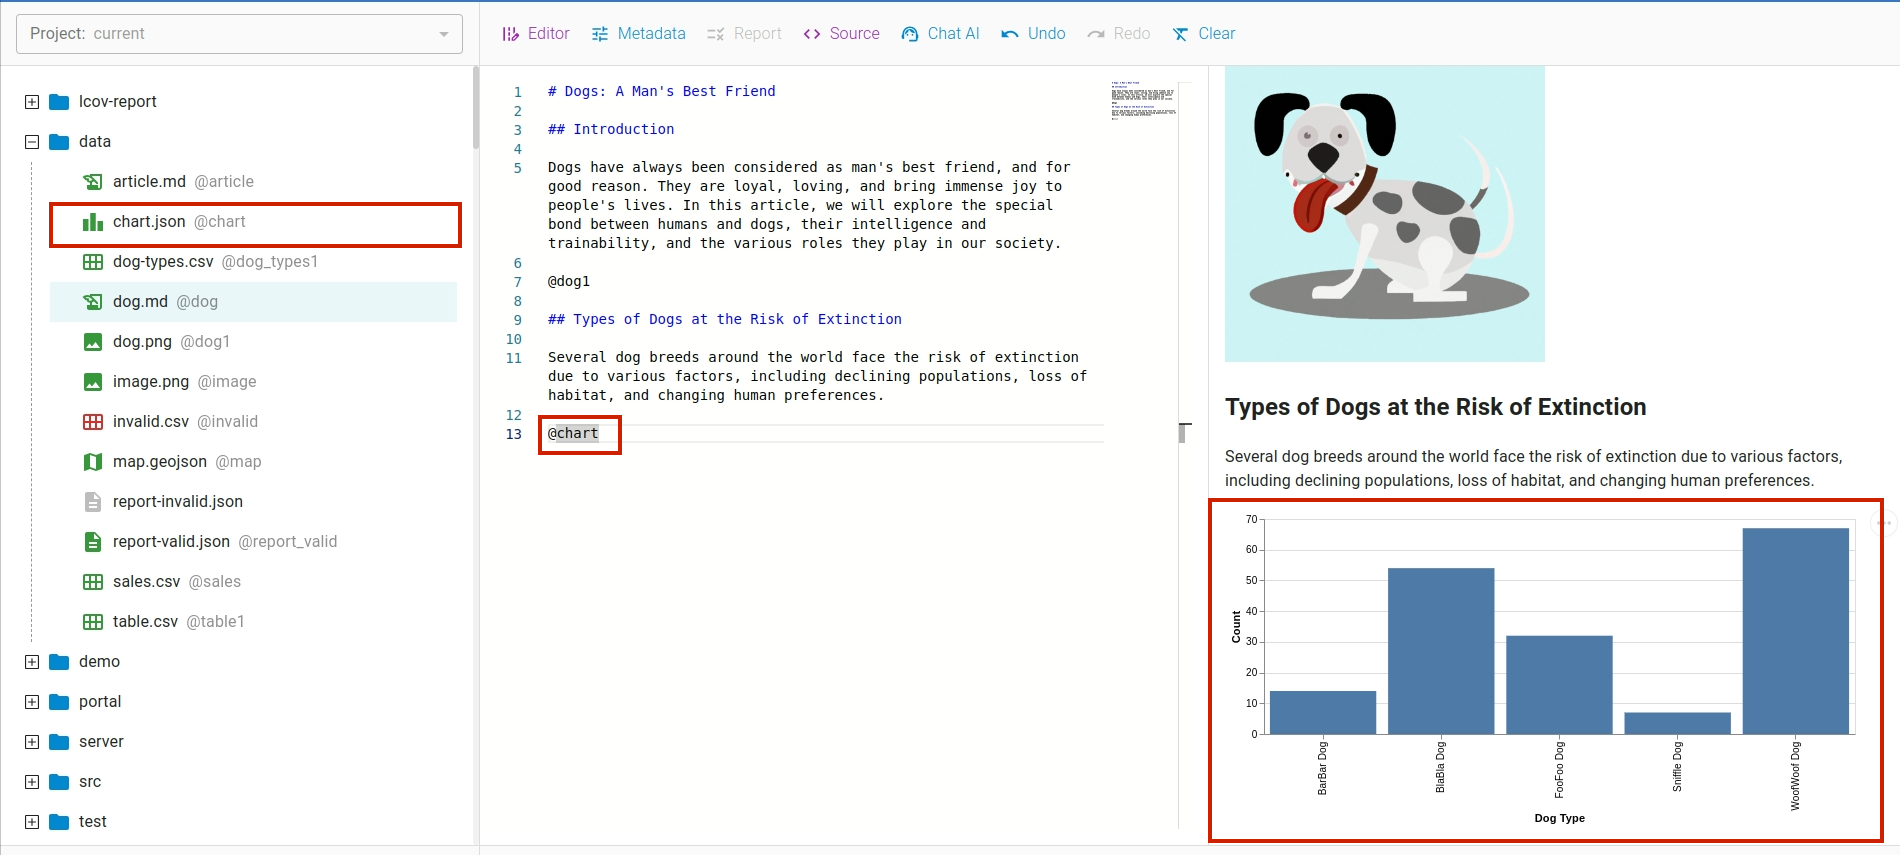 Project: current
Editor Metadata Report Source Chat AI Undo Redo Clear
lcov-report
data
article.md @article
chart.json @chart
dog-types.csv @dog_types1
dog.md @dog
dog.png @dog1
image.png @image
invalid.csv @invalid
map.geojson @map
report-invalid.json
report-valid.json @report_valid
sales.csv @sales
table.csv @table1
demo
portal
server
src
test
1 # Dogs: A Man's Best Friend
2
3 ## Introduction
4
5 Dogs have always been considered as man's best friend, and for
good reason. They are loyal, loving, and bring immense joy to
people's lives. In this article, we will explore the special
bond between humans and dogs, their intelligence and
trainability, and the various roles they play in our society.
6
7 @dog1
8
9 ## Types of Dogs at the Risk of Extinction
10
11 Several dog breeds around the world face the risk of extinction
due to various factors, including declining populations, loss of
habitat, and changing human preferences.
12
13 @chart
Types of Dogs at the Risk of Extinction
Several dog breeds around the world face the risk of extinction due to various factors,
including declining populations, loss of habitat, and changing human preferences.
70
60
50
40
30
20
10
0
Count
BarBar Dog
BlaBla Dog
FooFoo Dog
Sniffle Dog
WoofWoof Dog
Dog Type